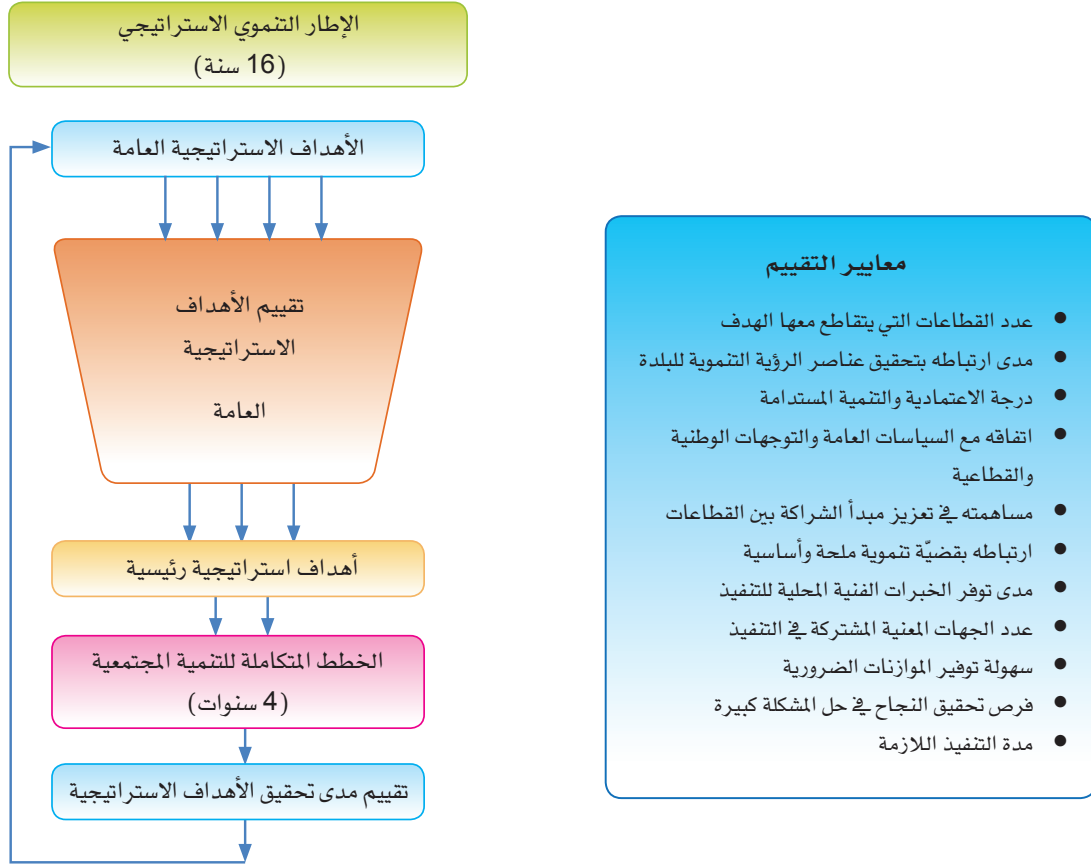 الإطار التنموي الاستراتيجي
(16 سنة)
الأهداف الاستراتيجية العامة
تقييم الأهداف
الاستراتيجية
العامة
أهداف استراتيجية رئيسية
الخطط المتكاملة للتنمية المجتمعية
(4 سنوات)
تقييم مدى تحقيق الأهداف الاستراتيجية
معايير التقييم
• عدد القطاعات التي يتقاطع معها الهدف
• مدى ارتباطه بتحقيق عناصر الرؤية التنموية للبلدة
• درجة الاعتمادية والتنمية المستدامة
• اتفاقه مع السياسات العامة والتوجهات الوطنية
والقطاعية
• مساهمته في تعزيز مبدأ الشراكة بين القطاعات
• ارتباطه بقضيّة تنموية ملحة وأساسية
• مدى توفر الخبرات الفنية المحلية للتنفيذ
• عدد الجهات المعنية المشتركة في التنفيذ
• سهولة توفير الموازنات الضرورية
• فرص تحقيق النجاح في حل المشكلة كبيرة
• مدة التنفيذ اللازمة